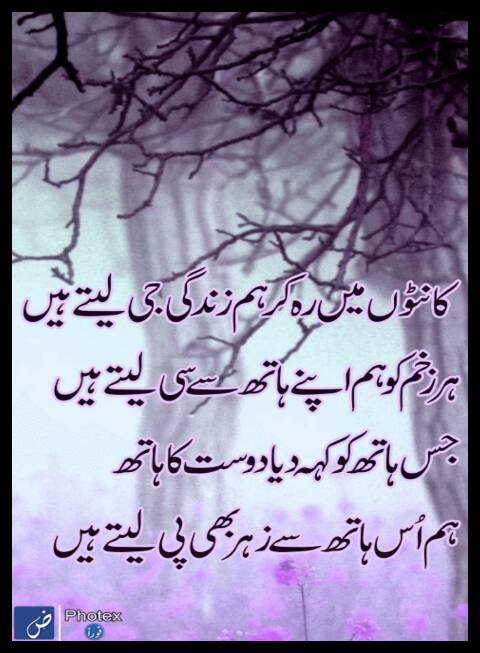 کانٹوں میں رہ کر ہم زندگی جی لیتے ہیں
ہر زخم کو ہم اپنے ہاتھ سے سی لیتے ہیں
جس ہاتھ کو کہہ دیا دوست کا ہاتھ
ہم اُس ہاتھ سے زہر بھی پی لیتے ہیں
ض
Photex